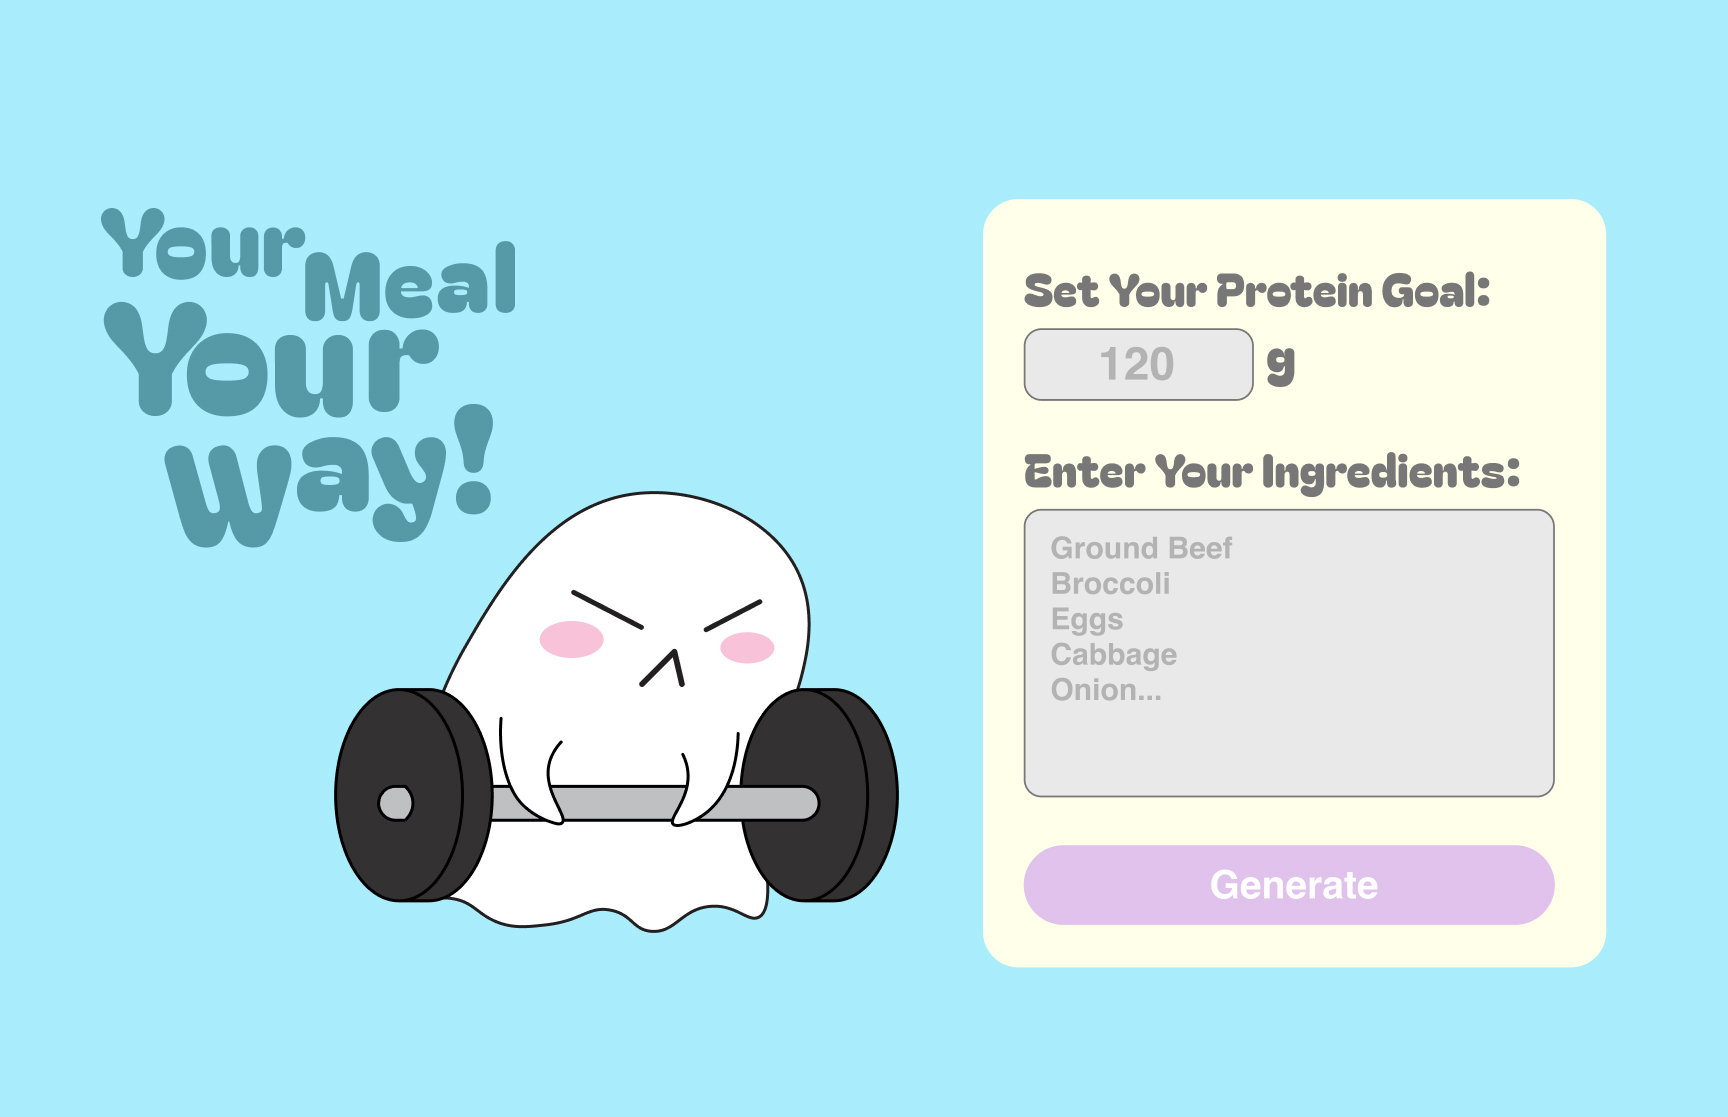 Your Meal
Your
way!
Set Your Protein Goal:
120 g
Enter Your Ingredients:
Ground Beef
Broccoli
Eggs
Cabbage
Onion...
Generate